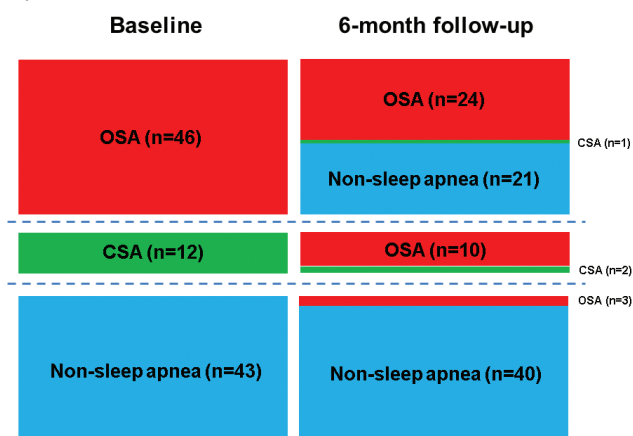 Baseline
6-month follow-up
OSA (n=46)
OSA (n=24)
CSA (n=1)
Non-sleep apnea (n=21)
CSA (n=12)
OSA (n=10)
CSA (n=2)
OSA (n=3)
Non-sleep apnea (n=43)
Non-sleep apnea (n=40)